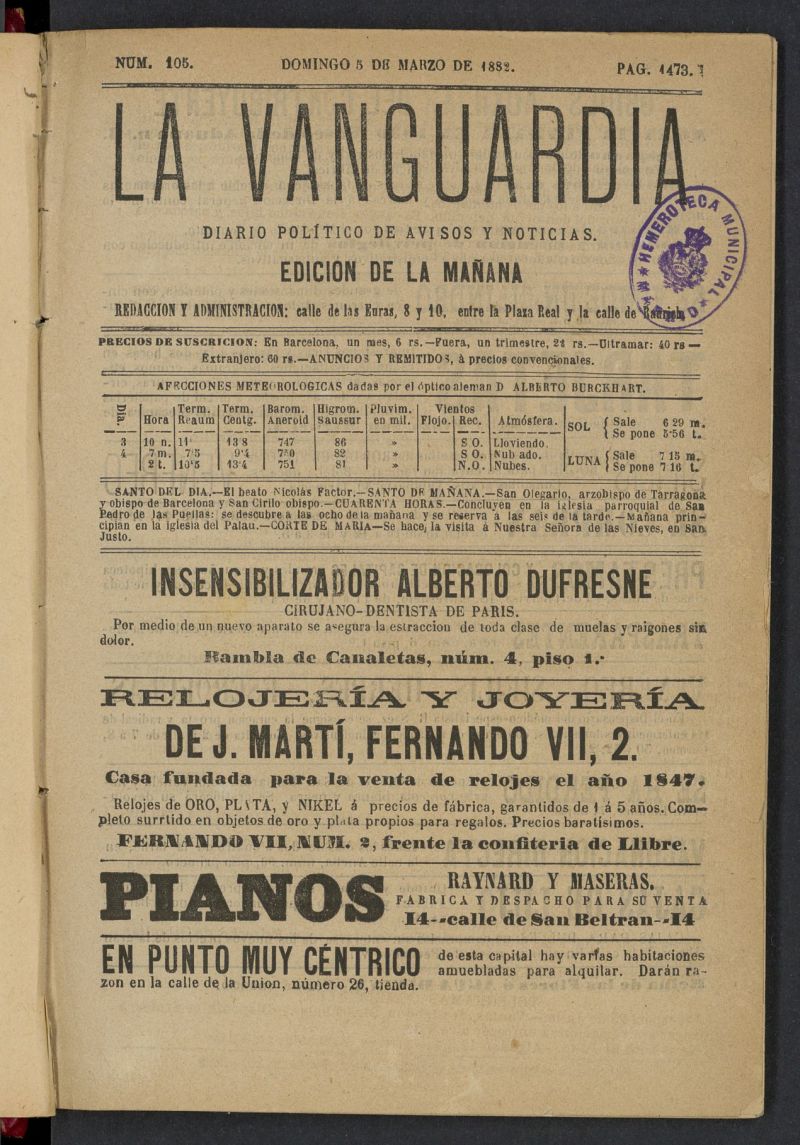 NUM. 105. DOMINGO 5 DE MARZO DE 1882. PAG. 1473.
LA VANGUARDIA
DIARIO POLÍTICO DE AVISOS Y NOTICIAS.
EDICION DE LA MAÑANA
REDACCION Y ADMINISTRACION: calle de las Euras, 8 y 10, entre la Plaza Real y la calle de
HEMEROTECA MUNICIPAL
PRECIOS DE SUSCRICION: En Barcelona, un mes, 6 rs.—Fuera, un trimestre, 21 rs.—Ultramar: 40 rs—
Extranjero: 60 rs.—ANUNCIOS Y REMITIDOS, á precios convencionales.
AFECCIONES METEOROLOGICAS dadas por el óptico aleman D ALBERTO BURCKHART.
Dia. Hora Term. Reaum Term. Centg. Barom. Aneroid Higrom. Saussur Pluvim. en mil. Vientos Flojo. Rec. Atmósfera. SOL Sale 6 29 m.
Se pone 5·56 t.
3 10 n. 11 13 8 747 86 » S O. Lloviendo.
4 7 m. 7'5 9'4 750 82 » S O. Nublado. LUNA Sale 7 15 m.
2 t. 10'5 13·4 751 81 » N.O. Nubes. Se pone 7 16 t.
SANTO DEL DIA.—El beato Nicolás Factor.—SANTO DE MAÑANA.—San Olegario, arzobispo de Tarragona
y obispo de Barcelona y San Cirilo obispo.—CUARENTA HORAS.—Concluyen en la iglesia parroquial de San
Pedro de las Puellas: se descubre a las ocho de la mañana y se reserva á las seis de la tarde.—Mañana prin-
cipian en la iglesia del Palau.—CORTE DE MARIA—Se hace la visita á Nuestra Señora de las Nieves, en San
Justo.
INSENSIBILIZADOR ALBERTO DUFRESNE
CIRUJANO-DENTISTA DE PARIS.
Por medio de un nuevo aparato se asegura la estraccion de toda clase de muelas y raigones sin
dolor.
Rambla de Canaletas, núm. 4, piso 1.º
RELOJERÍA Y JOYERÍA
DE J. MARTÍ, FERNANDO VII, 2.
Casa fundada para la venta de relojes el año 1847.
Relojes de ORO, PLATA, y NIKEL á precios de fábrica, garantidos de 1 á 5 años. Com-
pleto surrtido en objetos de oro y plata propios para regalos. Precios baratísimos.
FERNANDO VII, NUM. 2, frente la confiteria de Llibre.
PIANOS RAYNARD Y MASERAS.
FABRICA Y DESPACHO PARA SU VENTA
14--calle de San Beltran--14
EN PUNTO MUY CÉNTRICO de esta capital hay varias habitaciones
amuebladas para alquilar. Darán ra-
zon en la calle de la Union, número 26, tienda.